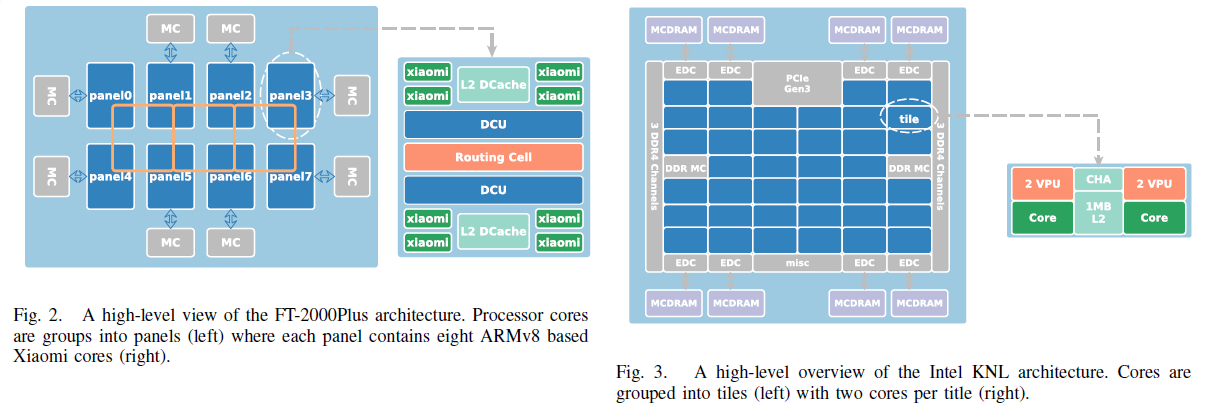 MC MC
MC panel0 panel1 panel2 panel3 MC
MC panel4 panel5 panel6 panel7 MC
MC MC
xiaomi L2 DCache xiaomi
xiaomi xiaomi
DCU
Routing Cell
DCU
xiaomi L2 DCache xiaomi
xiaomi xiaomi
Fig. 2. A high-level view of the FT-2000Plus architecture. Processor cores
are groups into panels (left) where each panel contains eight ARMv8 based
Xiaomi cores (right).
MCDRAM MCDRAM MCDRAM MCDRAM
EDC EDC PCIe EDC EDC
Gen3
tile
3 DDR4 Channels
3 DDR4 Channels
DDR MC DDR MC
EDC EDC misc EDC EDC
MCDRAM MCDRAM MCDRAM MCDRAM
2 VPU CHA 2 VPU
Core 1MB Core
L2
Fig. 3. A high-level overview of the Intel KNL architecture. Cores are
grouped into tiles (left) with two cores per title (right).